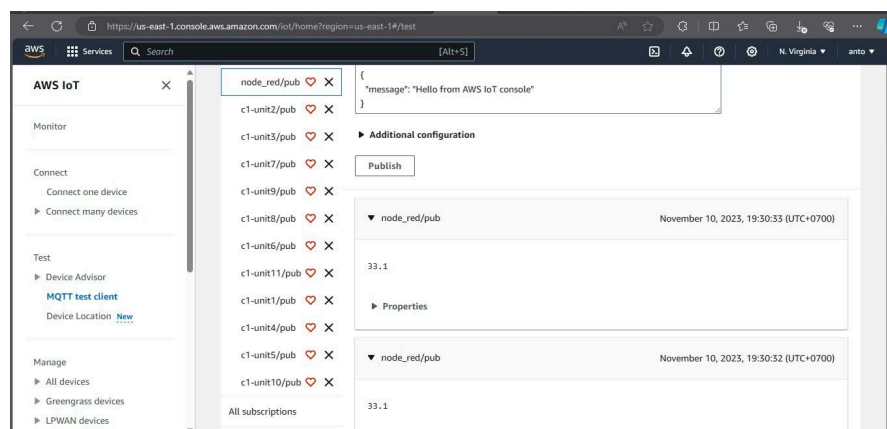 https://us-east-1.console.aws.amazon.com/iot/home?region=us-east-1#/test
aws
Services
Search
[Alt+S]
N. Virginia
anto
AWS IoT
Monitor
Connect
Connect one device
Connect many devices
Test
Device Advisor
MQTT test client
Device Location New
Manage
All devices
Greengrass devices
LPWAN devices
node_red/pub
c1-unit2/pub
c1-unit3/pub
c1-unit7/pub
c1-unit9/pub
c1-unit8/pub
c1-unit6/pub
c1-unit11/pub
c1-unit1/pub
c1-unit4/pub
c1-unit5/pub
c1-unit10/pub
All subscriptions
{
"message": "Hello from AWS IoT console"
}
Additional configuration
Publish
node_red/pub November 10, 2023, 19:30:33 (UTC+0700)
33.1
Properties
node_red/pub November 10, 2023, 19:30:32 (UTC+0700)
33.1